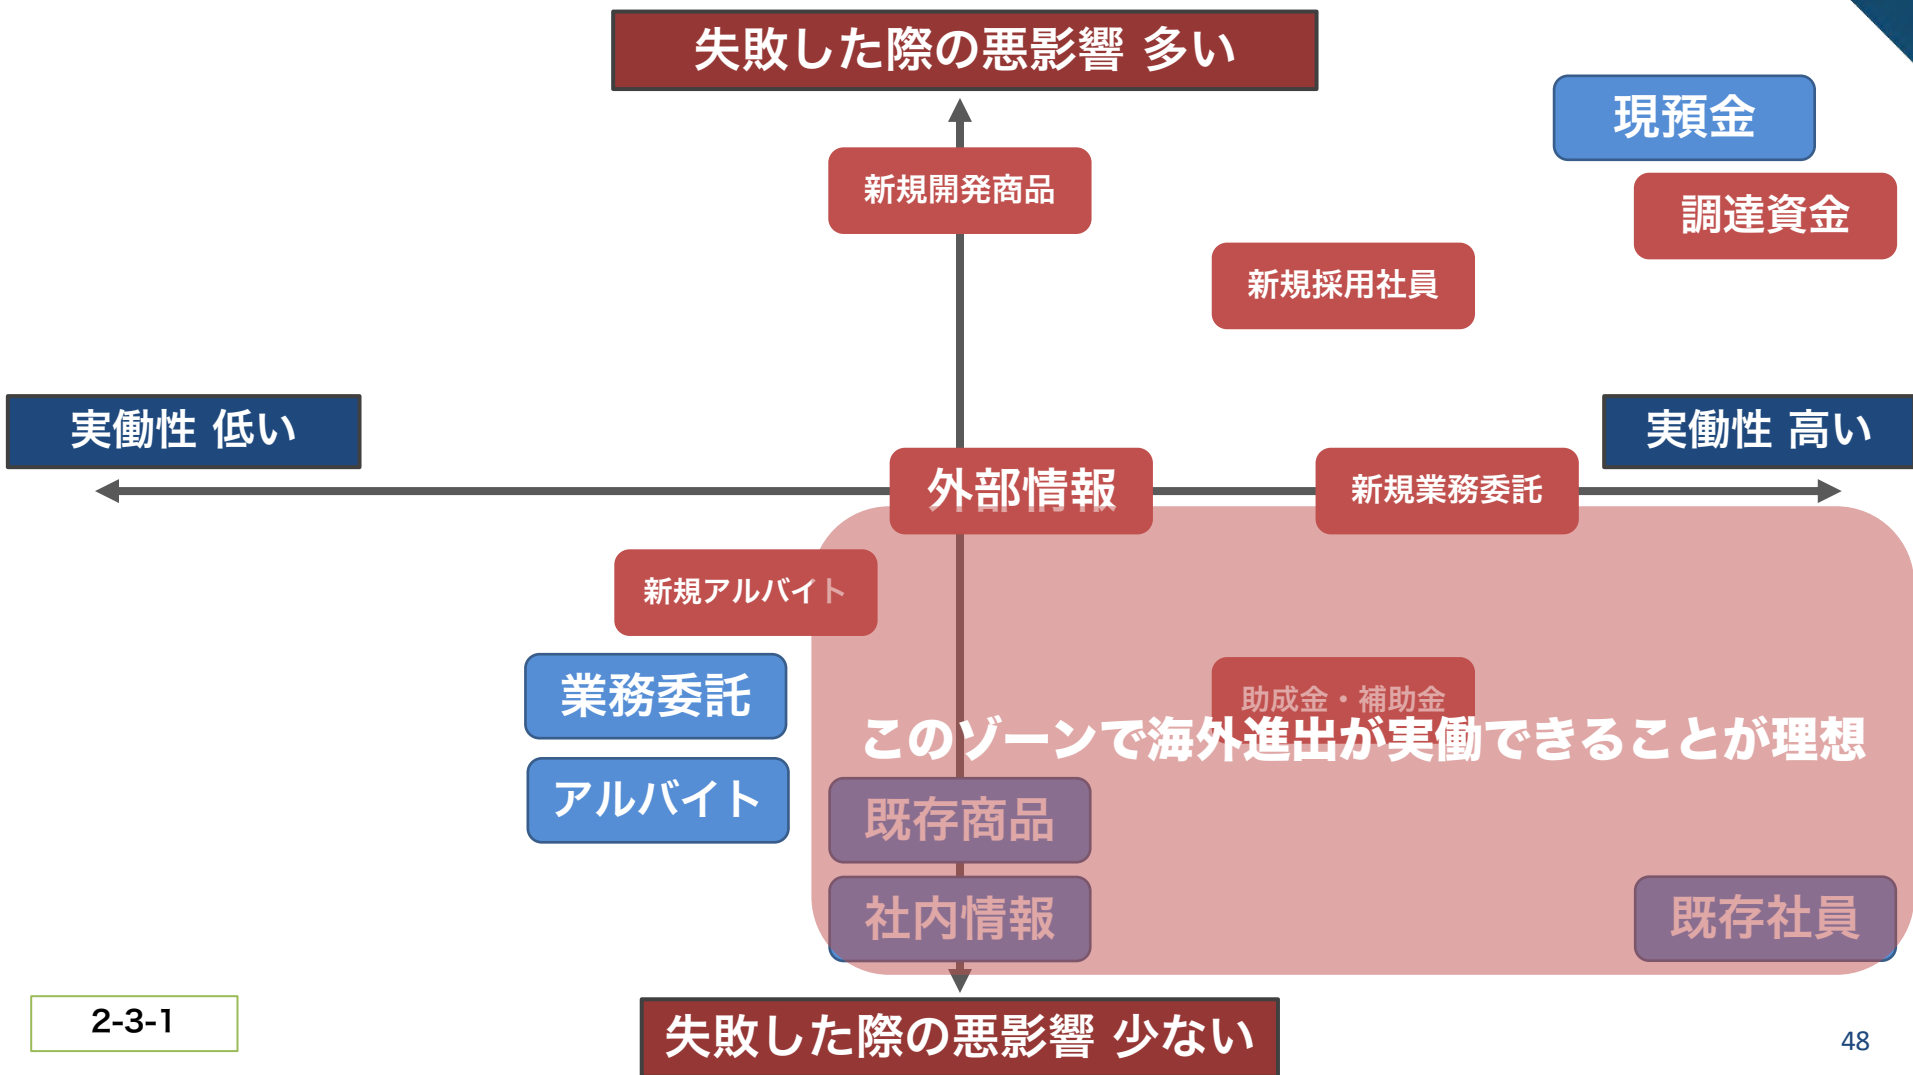 失敗した際の悪影響 多い
現預金
新規開発商品
調達資金
新規採用社員
実働性 低い
実働性 高い
外部情報
新規業務委託
新規アルバイト
業務委託
助成金・補助金
このゾーンで海外進出が実働できることが理想
アルバイト
既存商品
社内情報
既存社員
2-3-1
失敗した際の悪影響 少ない
48